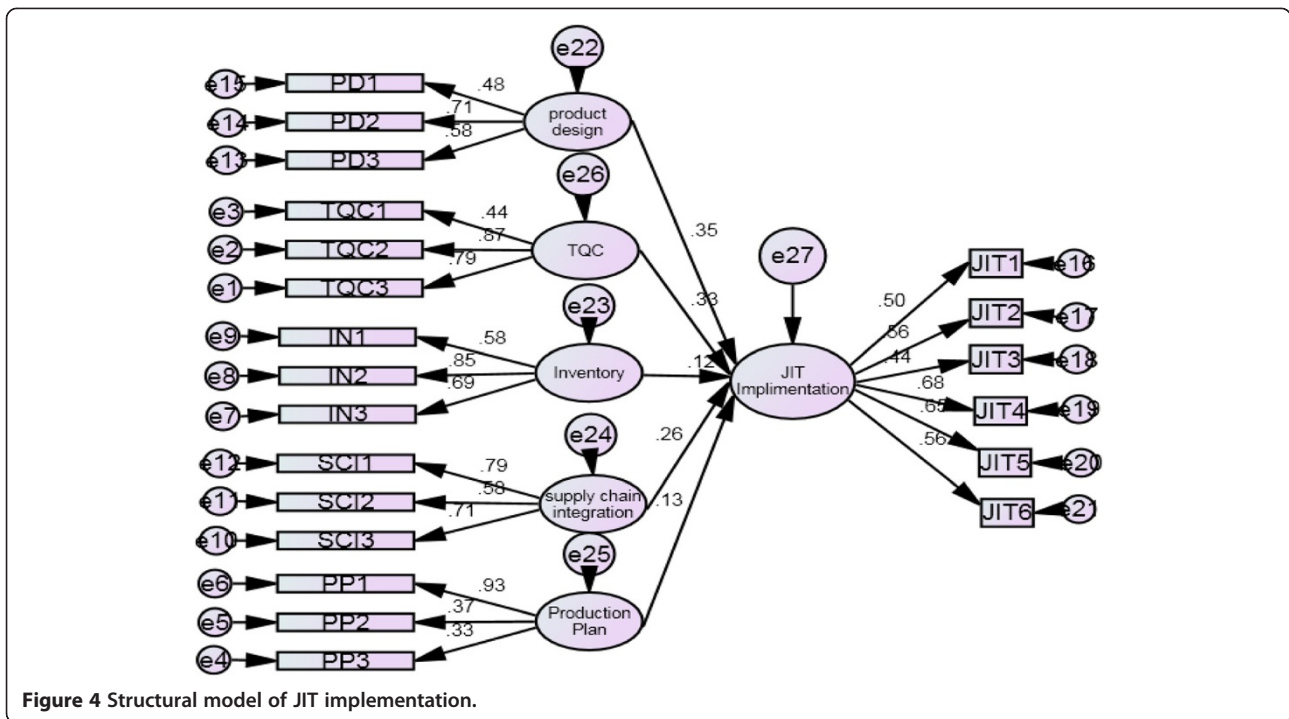 e22
e15 PD1 .48
e14 PD2 .71 product
design
e13 PD3 .58
e26
e3 TQC1 .44
e2 TQC2 .87 TQC
e1 TQC3 .79
e23
e9 IN1 .58
e8 IN2 .85 Inventory
e7 IN3 .69
e24
e12 SCI1 .79
e11 SCI2 .58 supply chain
integration
e10 SCI3 .71
e25
e6 PP1 .93
e5 PP2 .37 Production
Plan
e4 PP3 .33
.35
.33
.12
.26
.13
e27
JIT
Implimentation
.50 JIT1 e16
.56 JIT2 e17
.44 JIT3 e18
.68 JIT4 e19
.65 JIT5 e20
.56 JIT6 e21
Figure 4 Structural model of JIT implementation.